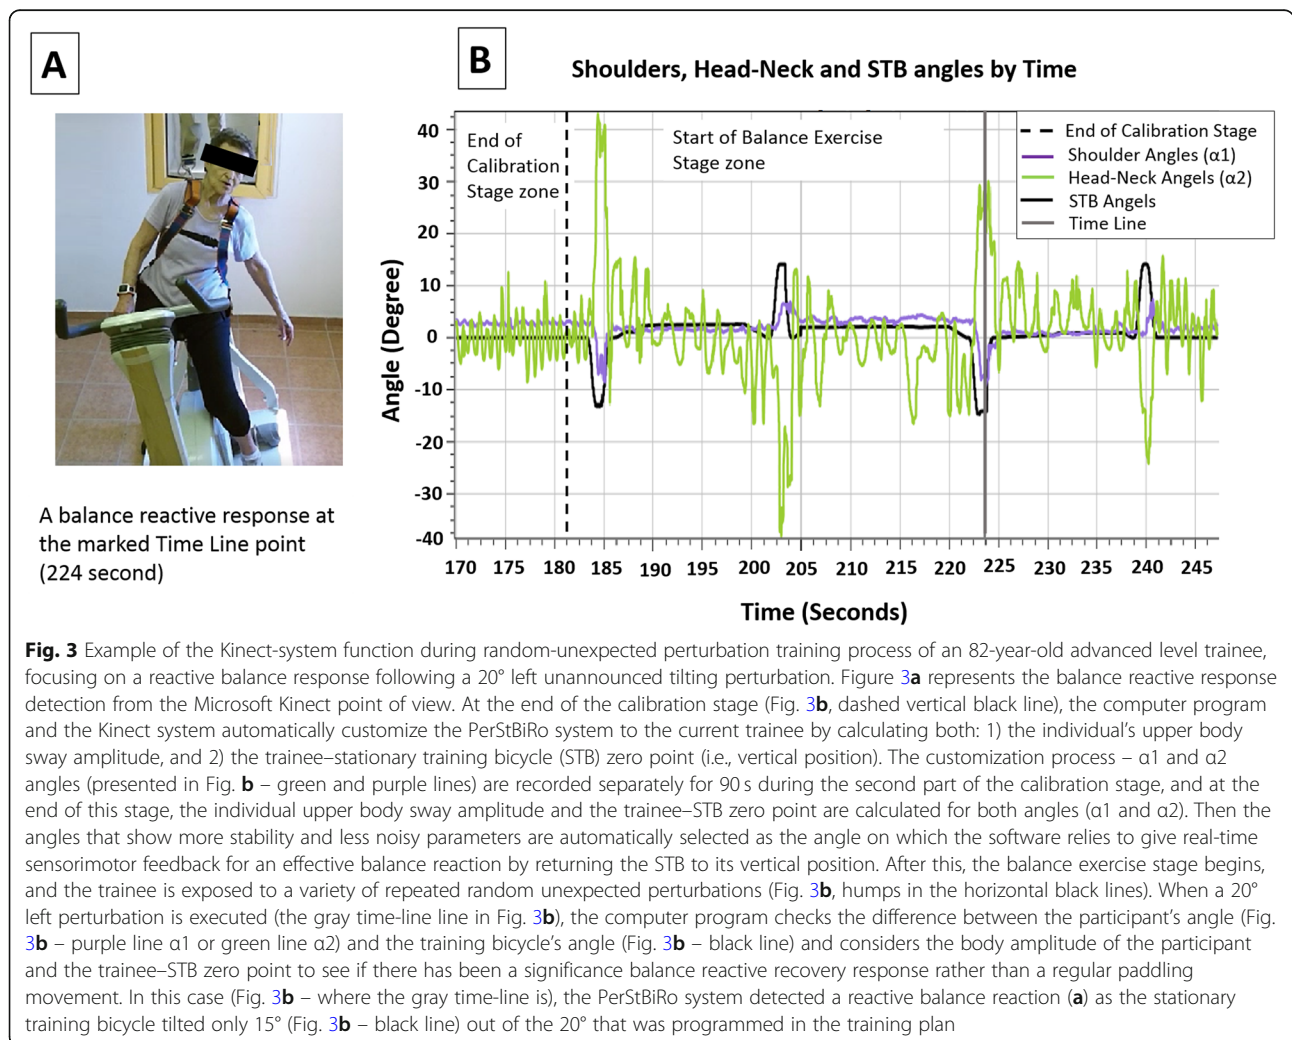 A
B
Shoulders, Head-Neck and STB angles by Time
End of
Calibration
Stage zone
Start of Balance Exercise
Stage zone
End of Calibration Stage
Shoulder Angles (α1)
Head-Neck Angels (α2)
STB Angels
Time Line
Angle (Degree)
40
30
20
10
0
-10
-20
-30
-40
170 175 180 185 190 195 200 205 210 215 220 225 230 235 240 245
Time (Seconds)
A balance reactive response at
the marked Time Line point
(224 second)
Fig. 3 Example of the Kinect-system function during random-unexpected perturbation training process of an 82-year-old advanced level trainee,
focusing on a reactive balance response following a 20° left unannounced tilting perturbation. Figure 3a represents the balance reactive response
detection from the Microsoft Kinect point of view. At the end of the calibration stage (Fig. 3b, dashed vertical black line), the computer program
and the Kinect system automatically customize the PerStBiRo system to the current trainee by calculating both: 1) the individual's upper body
sway amplitude, and 2) the trainee–stationary training bicycle (STB) zero point (i.e., vertical position). The customization process – α1 and α2
angles (presented in Fig. b – green and purple lines) are recorded separately for 90 s during the second part of the calibration stage, and at the
end of this stage, the individual upper body sway amplitude and the trainee–STB zero point are calculated for both angles (α1 and α2). Then the
angles that show more stability and less noisy parameters are automatically selected as the angle on which the software relies to give real-time
sensorimotor feedback for an effective balance reaction by returning the STB to its vertical position. After this, the balance exercise stage begins,
and the trainee is exposed to a variety of repeated random unexpected perturbations (Fig. 3b, humps in the horizontal black lines). When a 20°
left perturbation is executed (the gray time-line line in Fig. 3b), the computer program checks the difference between the participant's angle (Fig.
3b – purple line α1 or green line α2) and the training bicycle's angle (Fig. 3b – black line) and considers the body amplitude of the participant
and the trainee–STB zero point to see if there has been a significance balance reactive recovery response rather than a regular paddling
movement. In this case (Fig. 3b – where the gray time-line is), the PerStBiRo system detected a reactive balance reaction (a) as the stationary
training bicycle tilted only 15° (Fig. 3b – black line) out of the 20° that was programmed in the training plan